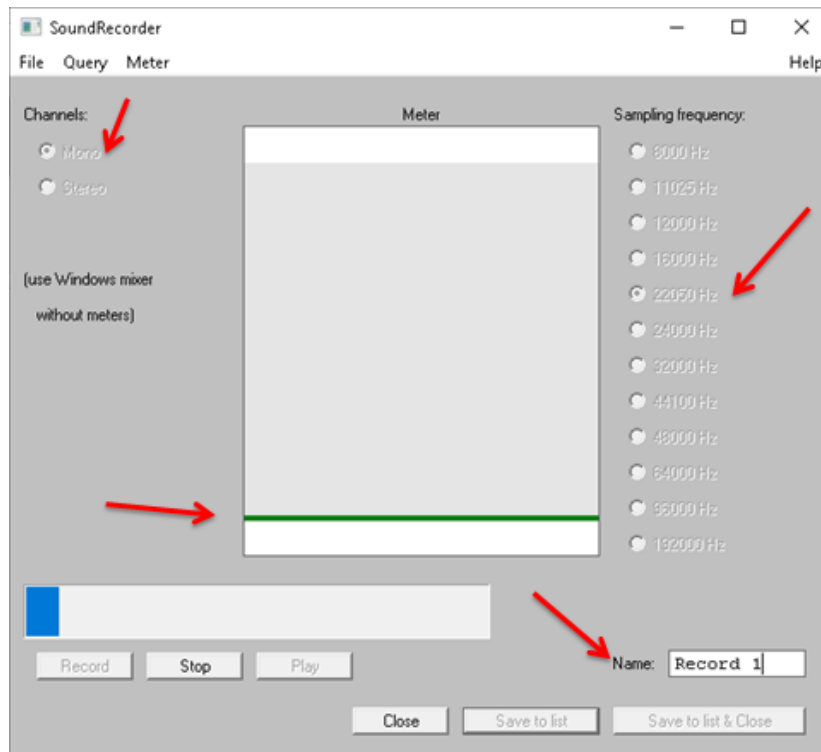 SoundRecorder
File Query Meter Help
Channels:
Mono
Stereo
(use Windows mixer
without meters)
Meter
Sampling frequency:
8000 Hz
11025 Hz
12000 Hz
16000 Hz
22050 Hz
24000 Hz
32000 Hz
44100 Hz
48000 Hz
64000 Hz
96000 Hz
192000 Hz
Record Stop Play
Name: Record 1
Close Save to list Save to list & Close